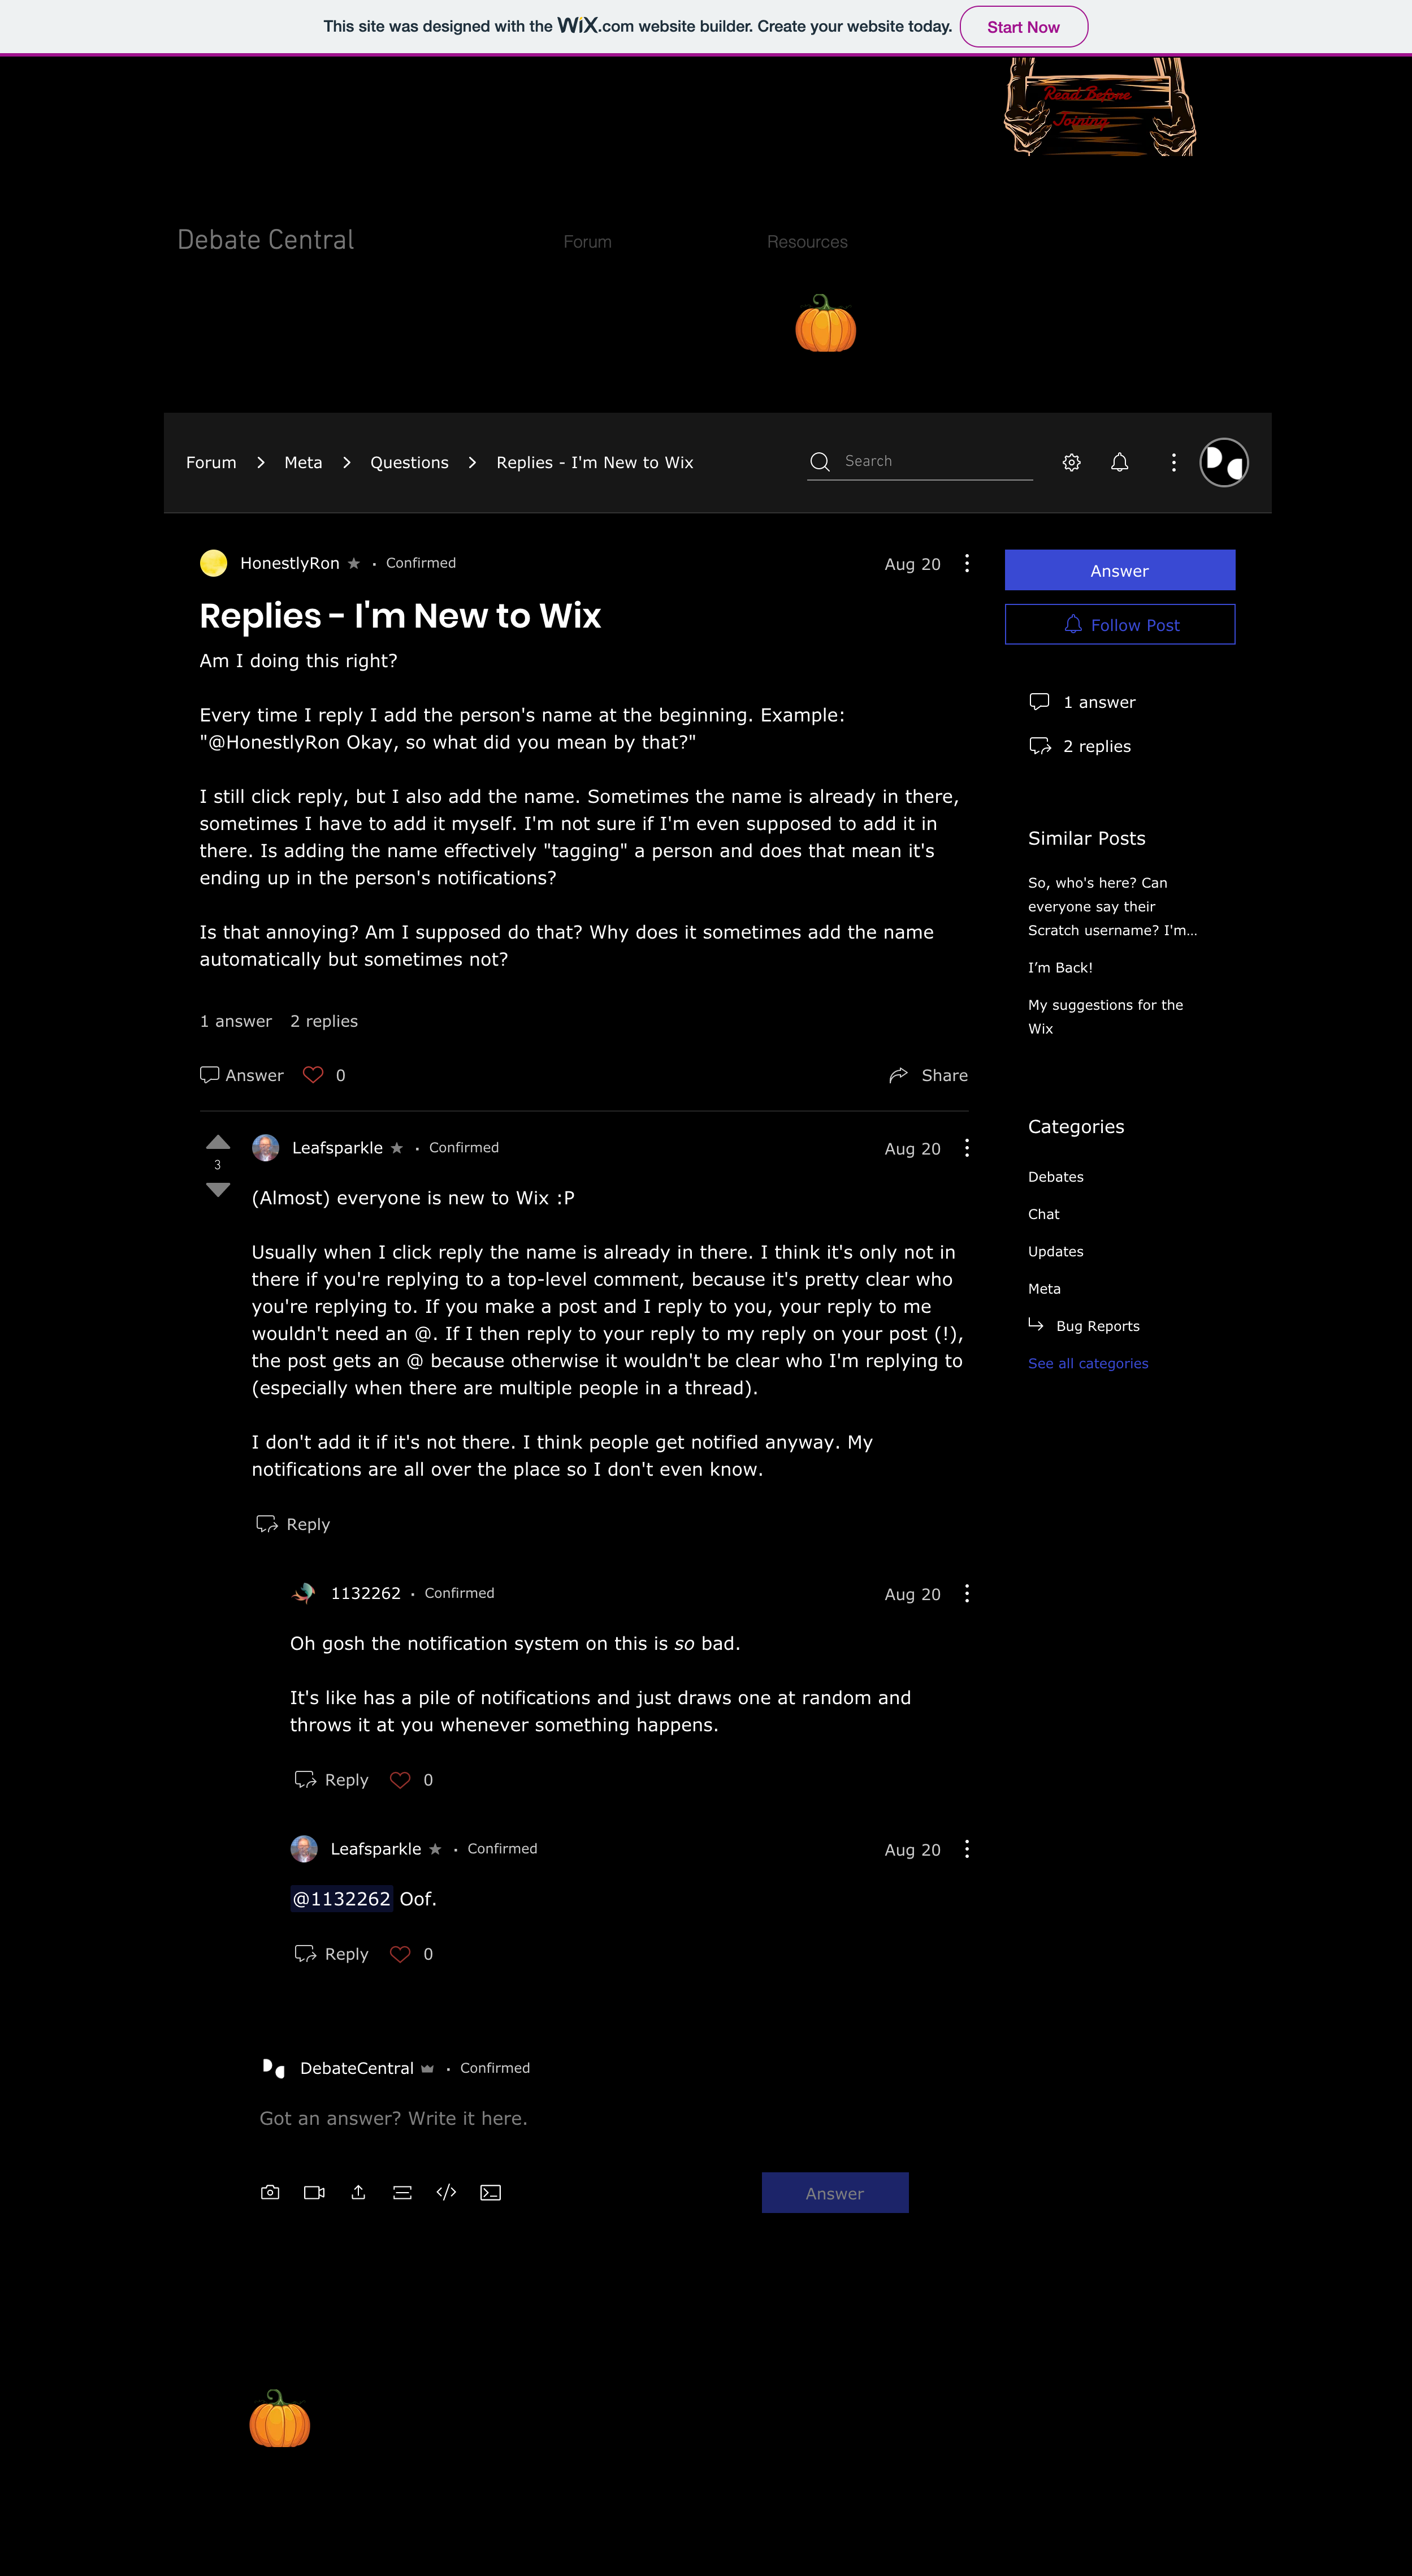 This site was designed with the WiX.com website builder. Create your website today.
Start Now
Read Before
Joining
Debate Central
Forum
Resources
Forum > Meta > Questions > Replies - I'm New to Wix
Search
HonestlyRon
Confirmed
Aug 20
Replies - I'm New to Wix
Am I doing this right?
Every time I reply I add the person's name at the beginning. Example:
"@HonestlyRon Okay, so what did you mean by that?"
I still click reply, but I also add the name. Sometimes the name is already in there,
sometimes I have to add it myself. I'm not sure if I'm even supposed to add it in
there. Is adding the name effectively "tagging" a person and does that mean it's
ending up in the person's notifications?
Is that annoying? Am I supposed do that? Why does it sometimes add the name
automatically but sometimes not?
1 answer 2 replies
Answer 0
Share
Answer
Follow Post
1 answer
2 replies
Similar Posts
So, who's here? Can
everyone say their
Scratch username? I'm...
I'm Back!
My suggestions for the
Wix
Categories
Debates
Chat
Updates
Meta
Bug Reports
See all categories
3
Leafsparkle
Confirmed
Aug 20
(Almost) everyone is new to Wix :P
Usually when I click reply the name is already in there. I think it's only not in
there if you're replying to a top-level comment, because it's pretty clear who
you're replying to. If you make a post and I reply to you, your reply to me
wouldn't need an @. If I then reply to your reply to my reply on your post (!),
the post gets an @ because otherwise it wouldn't be clear who I'm replying to
(especially when there are multiple people in a thread).
I don't add it if it's not there. I think people get notified anyway. My
notifications are all over the place so I don't even know.
Reply
1132262
Confirmed
Aug 20
Oh gosh the notification system on this is so bad.
It's like has a pile of notifications and just draws one at random and
throws it at you whenever something happens.
Reply 0
Leafsparkle
Confirmed
Aug 20
@1132262 Oof.
Reply 0
DebateCentral
Confirmed
Got an answer? Write it here.
Answer